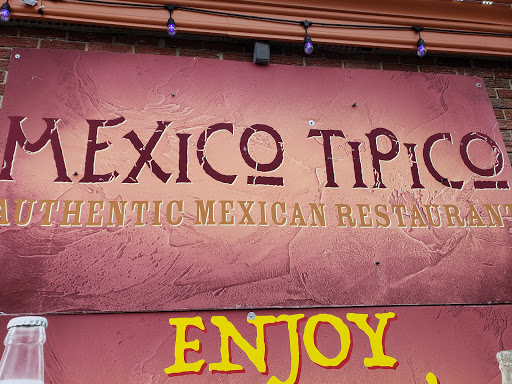 MEXICO TIPICO
AUTHENTIC MEXICAN RESTAURANT
ENJOY